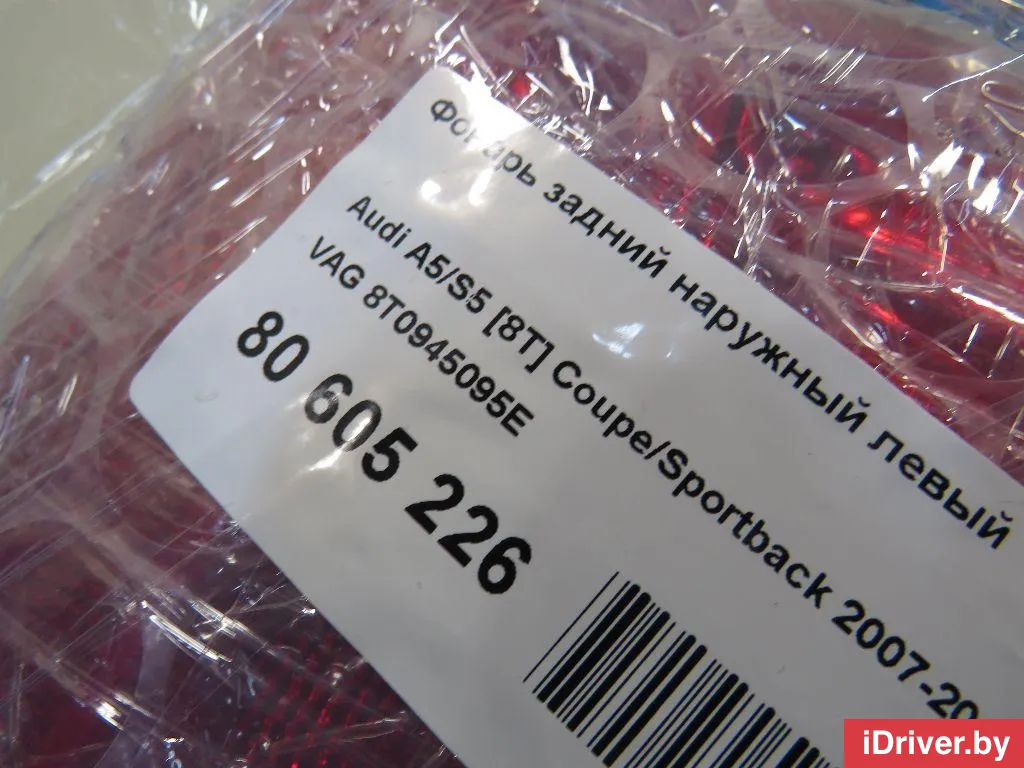 Фонарь задний наружный левый
Audi A5/S5 [8T] Coupe/Sportback 2007-20
VAG 8T0945095E
80 605 226
iDriver.by